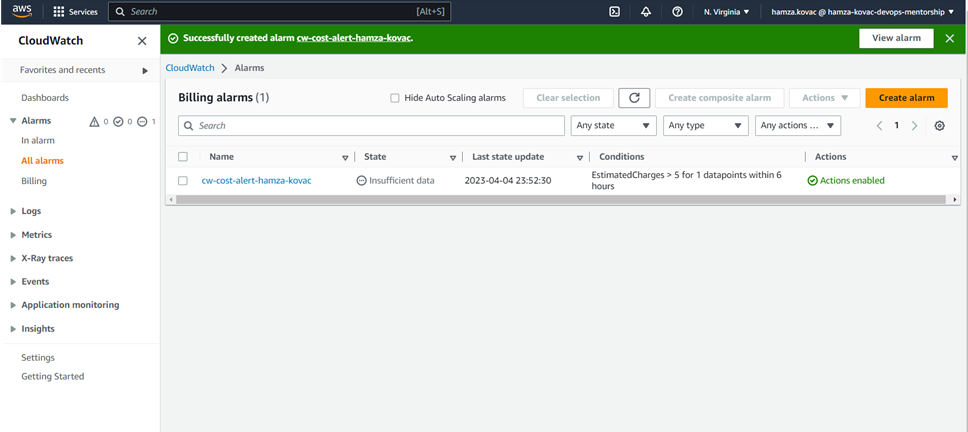 aws
Services
Search
[Alt+S]
N. Virginia
hamza.kovac @ hamza-kovac-devops-mentorship
CloudWatch
Favorites and recents
Dashboards
Alarms
0
0
1
In alarm
All alarms
Billing
Logs
Metrics
X-Ray traces
Events
Application monitoring
Insights
Settings
Getting Started
Successfully created alarm cw-cost-alert-hamza-kovac.
View alarm
CloudWatch
Alarms
Billing alarms (1)
Hide Auto Scaling alarms
Clear selection
Create composite alarm
Actions
Create alarm
Search
Any state
Any type
Any actions ...
1
Name
State
Last state update
Conditions
Actions
cw-cost-alert-hamza-kovac
Insufficient data
2023-04-04 23:52:30
EstimatedCharges > 5 for 1 datapoints within 6
hours
Actions enabled